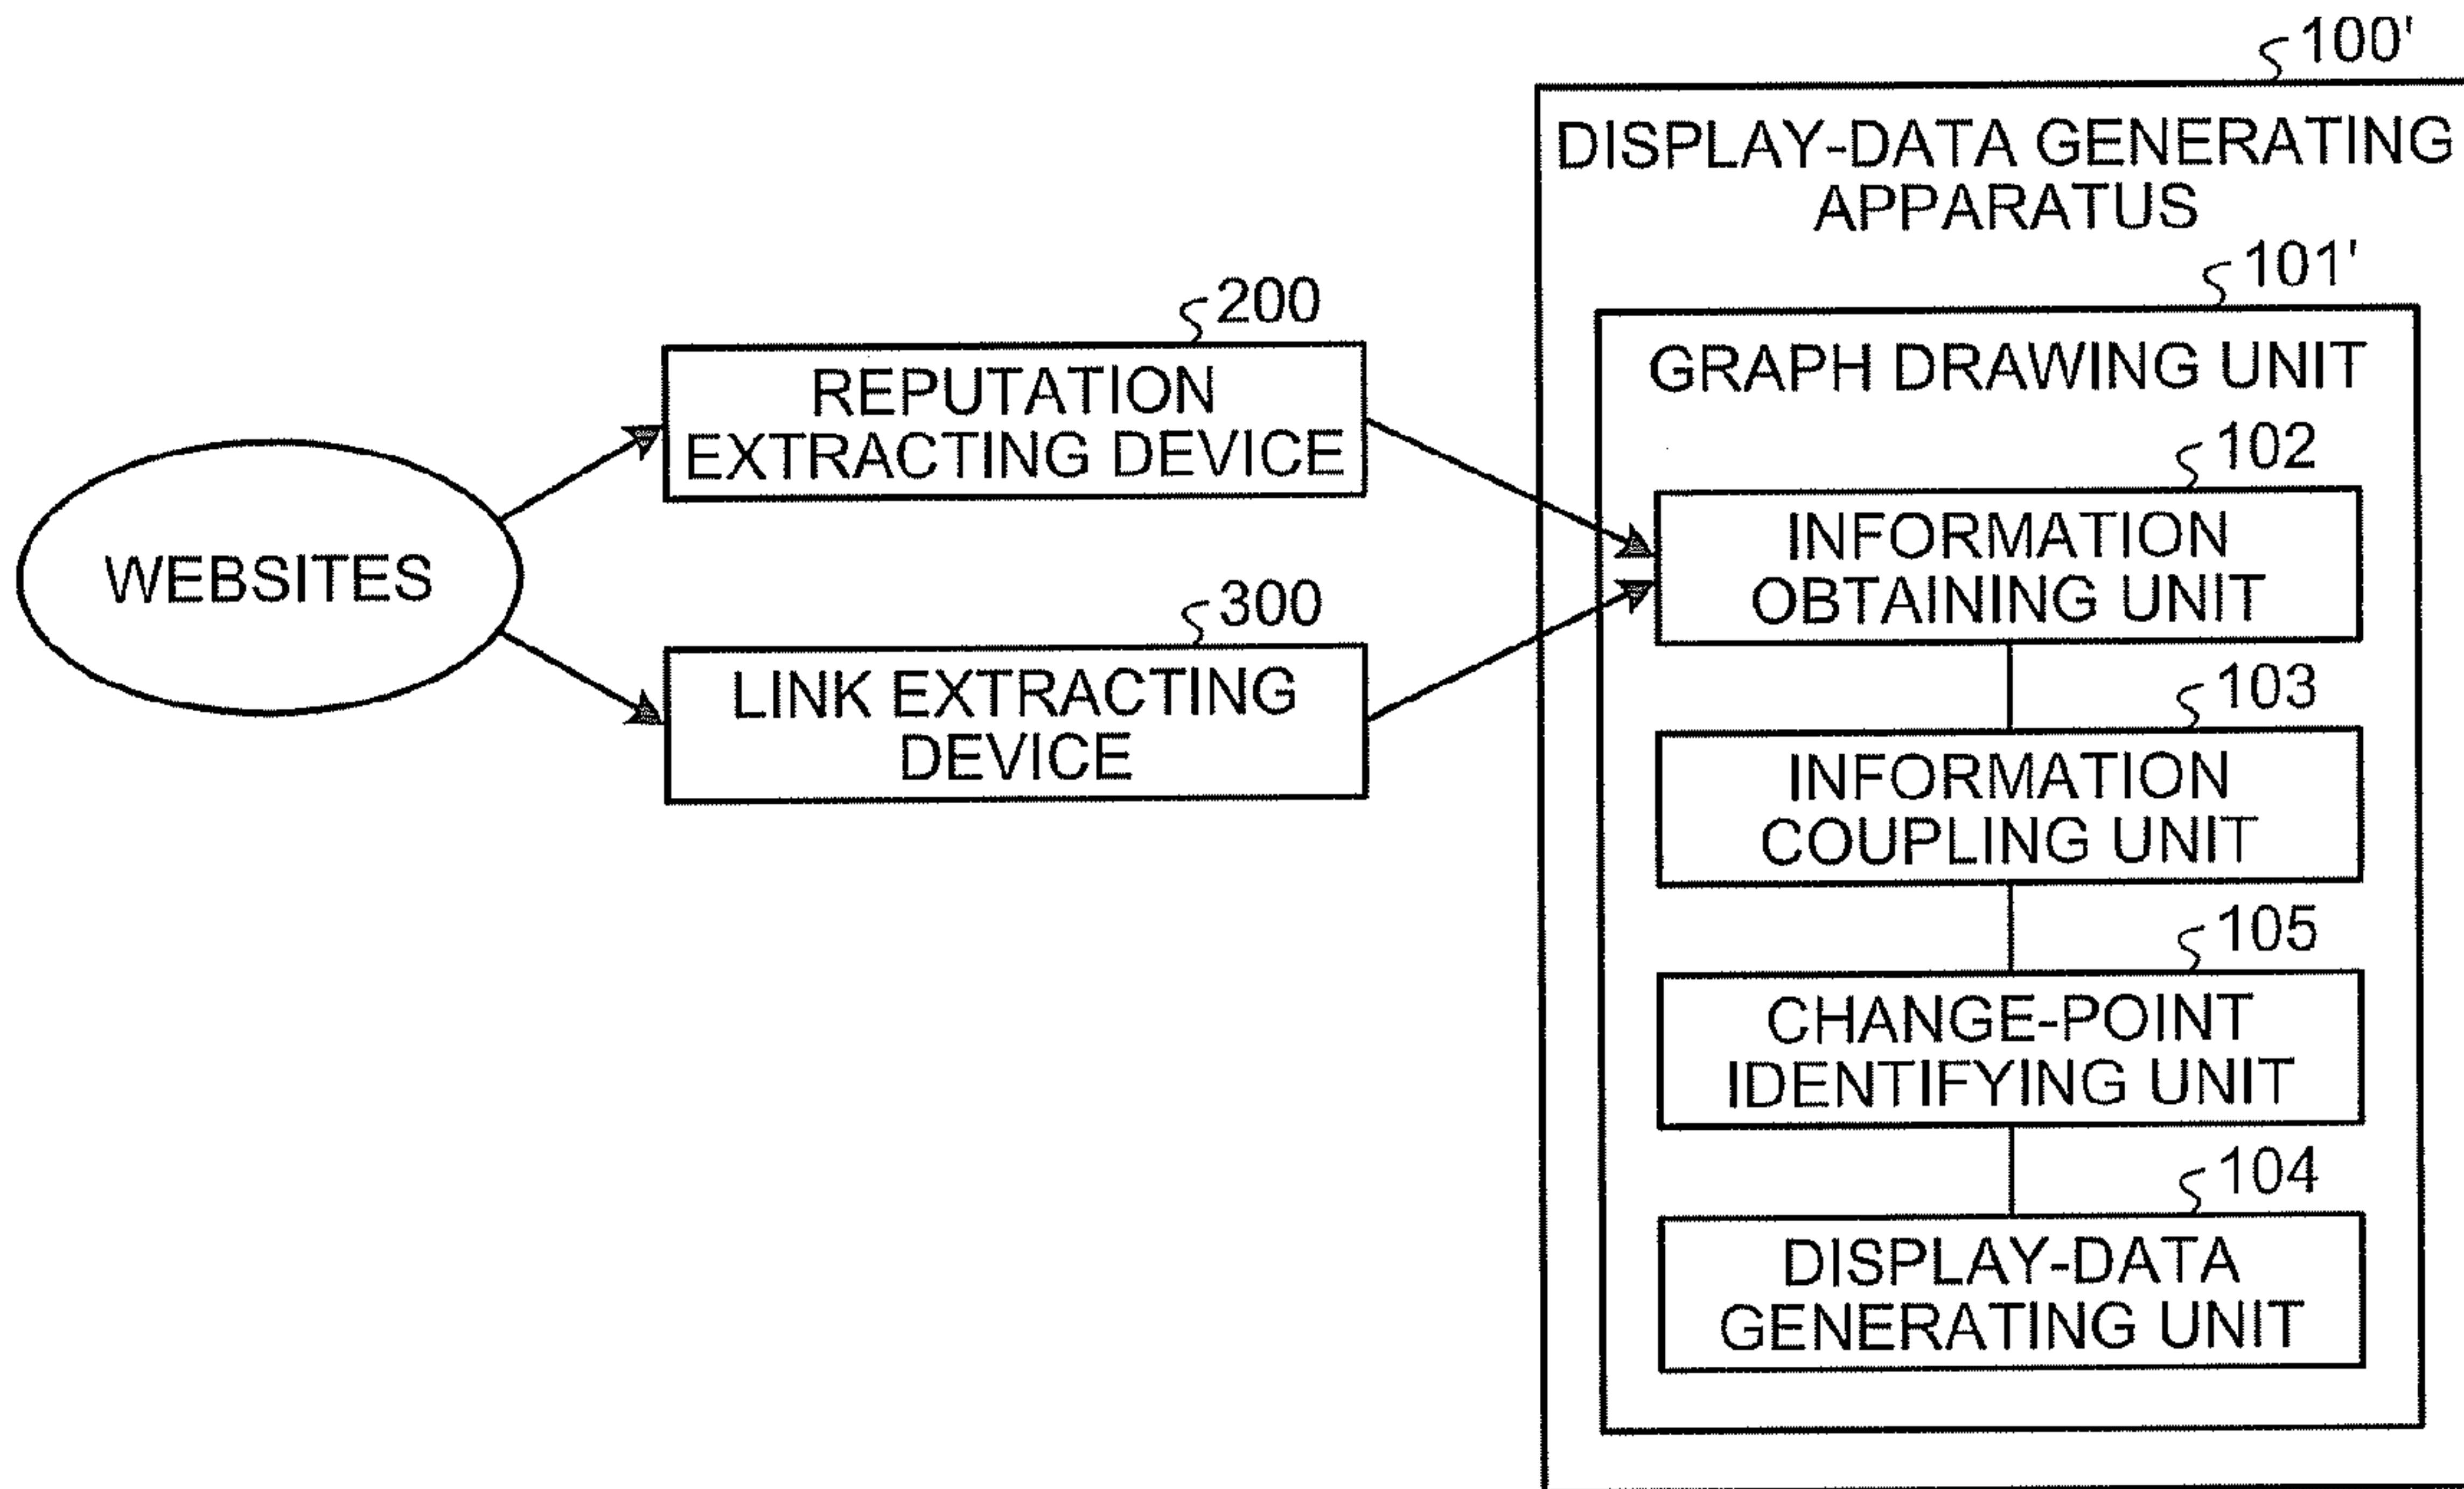 100'
DISPLAY-DATA GENERATING
APPARATUS
101'
GRAPH DRAWING UNIT
200
REPUTATION
EXTRACTING DEVICE
102
INFORMATION
OBTAINING UNIT
WEBSITES
300
LINK EXTRACTING
DEVICE
103
INFORMATION
COUPLING UNIT
105
CHANGE-POINT
IDENTIFYING UNIT
104
DISPLAY-DATA
GENERATING UNIT